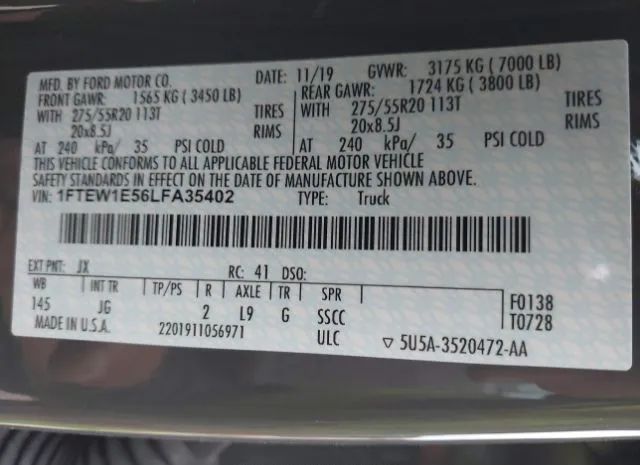 MFD. BY FORD MOTOR CO. DATE: 11/19 GVWR: 3175 KG ( 7000 LB)
FRONT GAWR: 1565 KG ( 3450 LB) REAR GAWR: 1724 KG ( 3800 LB)
WITH 275/55R20 113T TIRES WITH 275/55R20 113T TIRES
20x8.5J RIMS 20x8.5J RIMS
AT 240 kPa/ 35 PSI COLD AT 240 kPa/ 35 PSI COLD
THIS VEHICLE CONFORMS TO ALL APPLICABLE FEDERAL MOTOR VEHICLE
SAFETY STANDARDS IN EFFECT ON THE DATE OF MANUFACTURE SHOWN ABOVE.
VIN: 1FTEW1E56LFA35402 TYPE: Truck
EXT PNT: JX RC: 41 DSO:
WB INT TR TP/PS R AXLE TR SPR
145 JG 2 L9 G SSCC F0138
MADE IN U.S.A. 2201911056971 ULC T0728
▽ 5U5A-3520472-AA